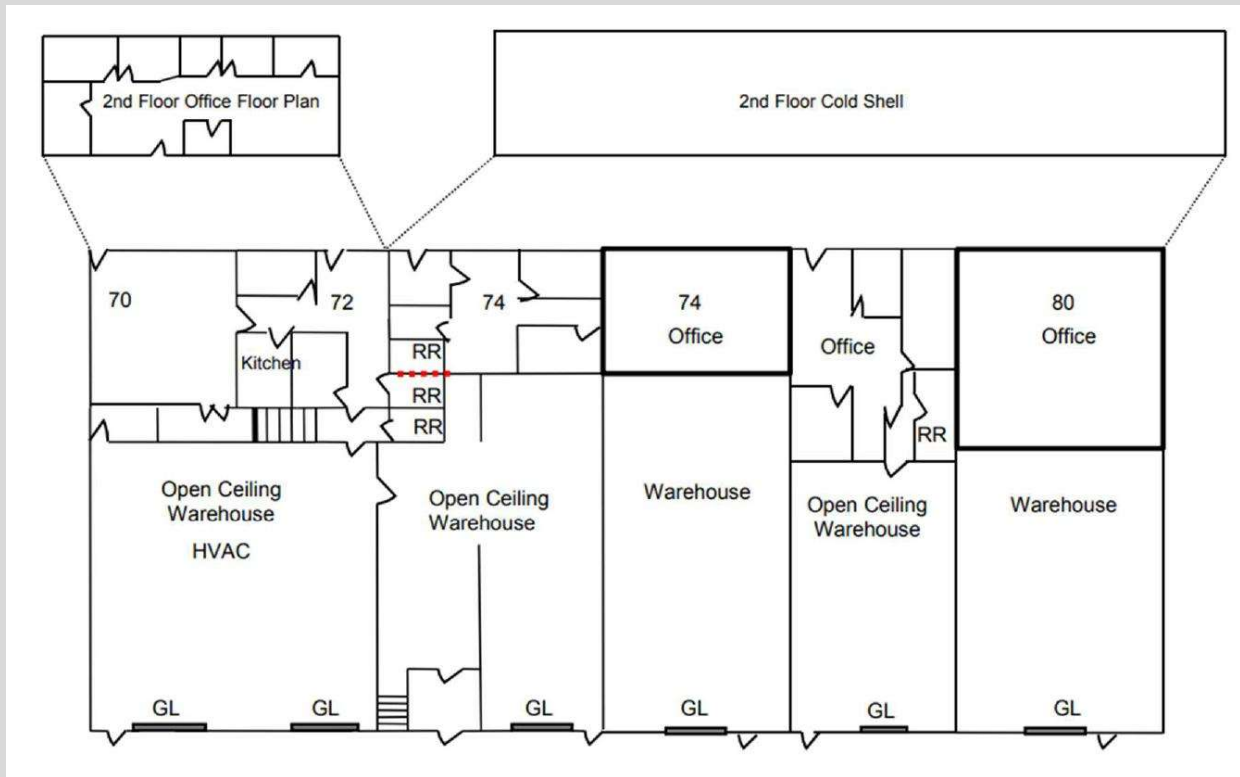 2nd Floor Office Floor Plan
2nd Floor Cold Shell
70
72
74
74
Office
80
Office
Office
Kitchen
RR
RR
RR
RR
Open Ceiling
Warehouse
HVAC
Open Ceiling
Warehouse
Warehouse
Open Ceiling
Warehouse
Warehouse
GL
GL
GL
GL
GL
GL